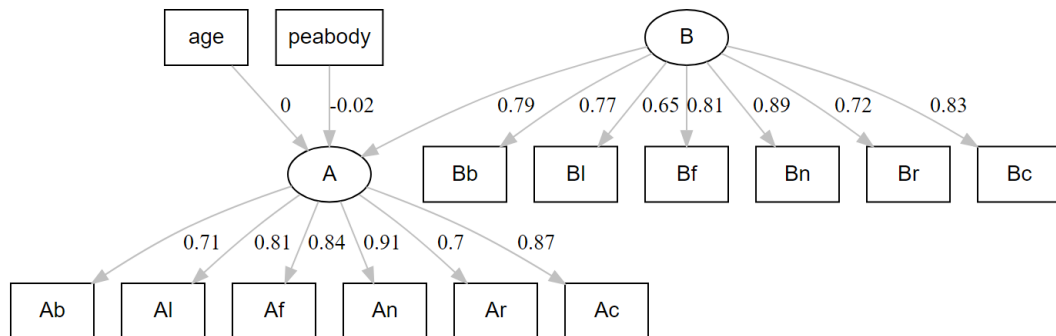 age
peabody
B
0
-0.02
0.79
0.77
0.65
0.81
0.89
0.72
0.83
A
Bb
Bl
Bf
Bn
Br
Bc
0.71
0.81
0.84
0.91
0.7
0.87
Ab
Al
Af
An
Ar
Ac